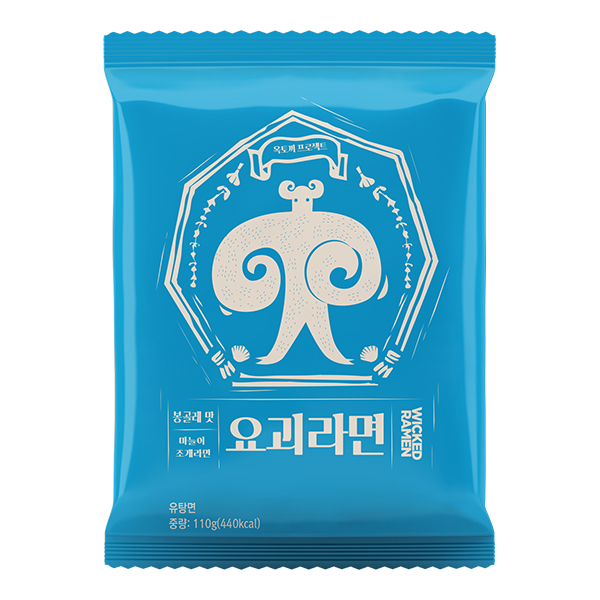 옥토끼 프로젝트
봉골레 맛
마늘이
조개라면
요괴라면
WICKED
RAMEN
유탕면
중량: 110g(440kcal)